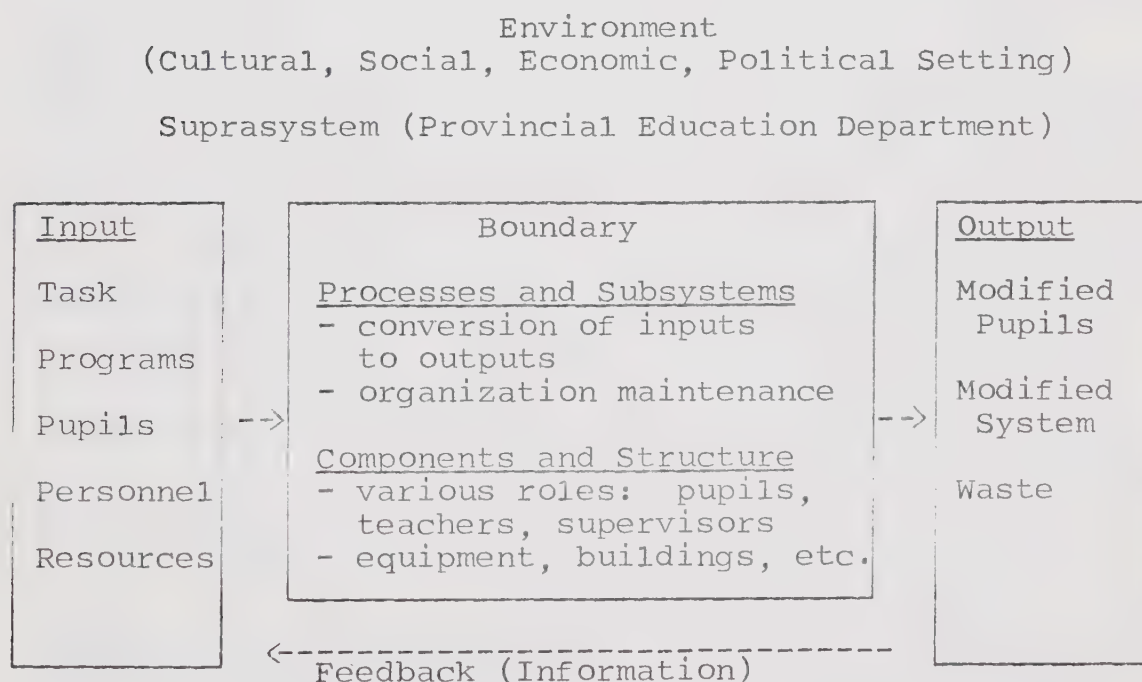 Environment
(Cultural, Social, Economic, Political Setting)
Suprasystem (Provincial Education Department)
Input
Task
Programs
Pupils
Personnel
Resources
Boundary
Processes and Subsystems
- conversion of inputs
to outputs
- organization maintenance
Components and Structure
- various roles: pupils,
teachers, supervisors
- equipment, buildings, etc.
Output
Modified
Pupils
Modified
System
Waste
Feedback (Information)